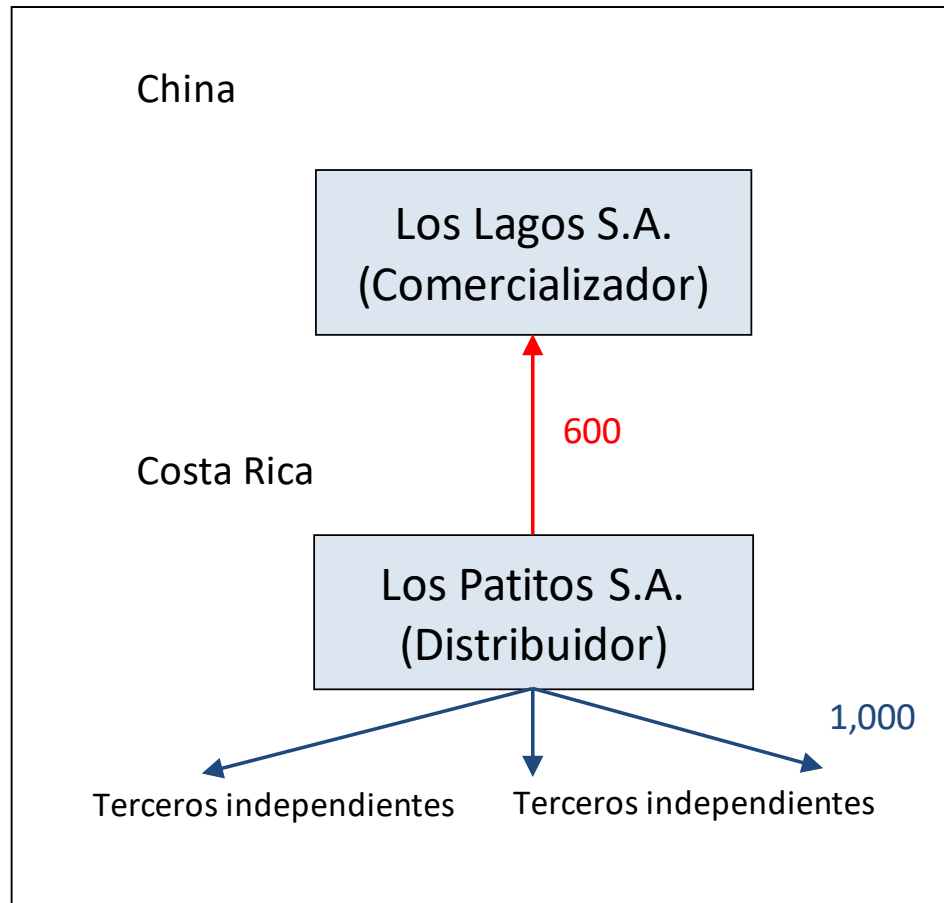 China
Los Lagos S.A.
(Comercializador)
600
Costa Rica
Los Patitos S.A.
(Distribuidor)
1,000
Terceros independientes
Terceros independientes